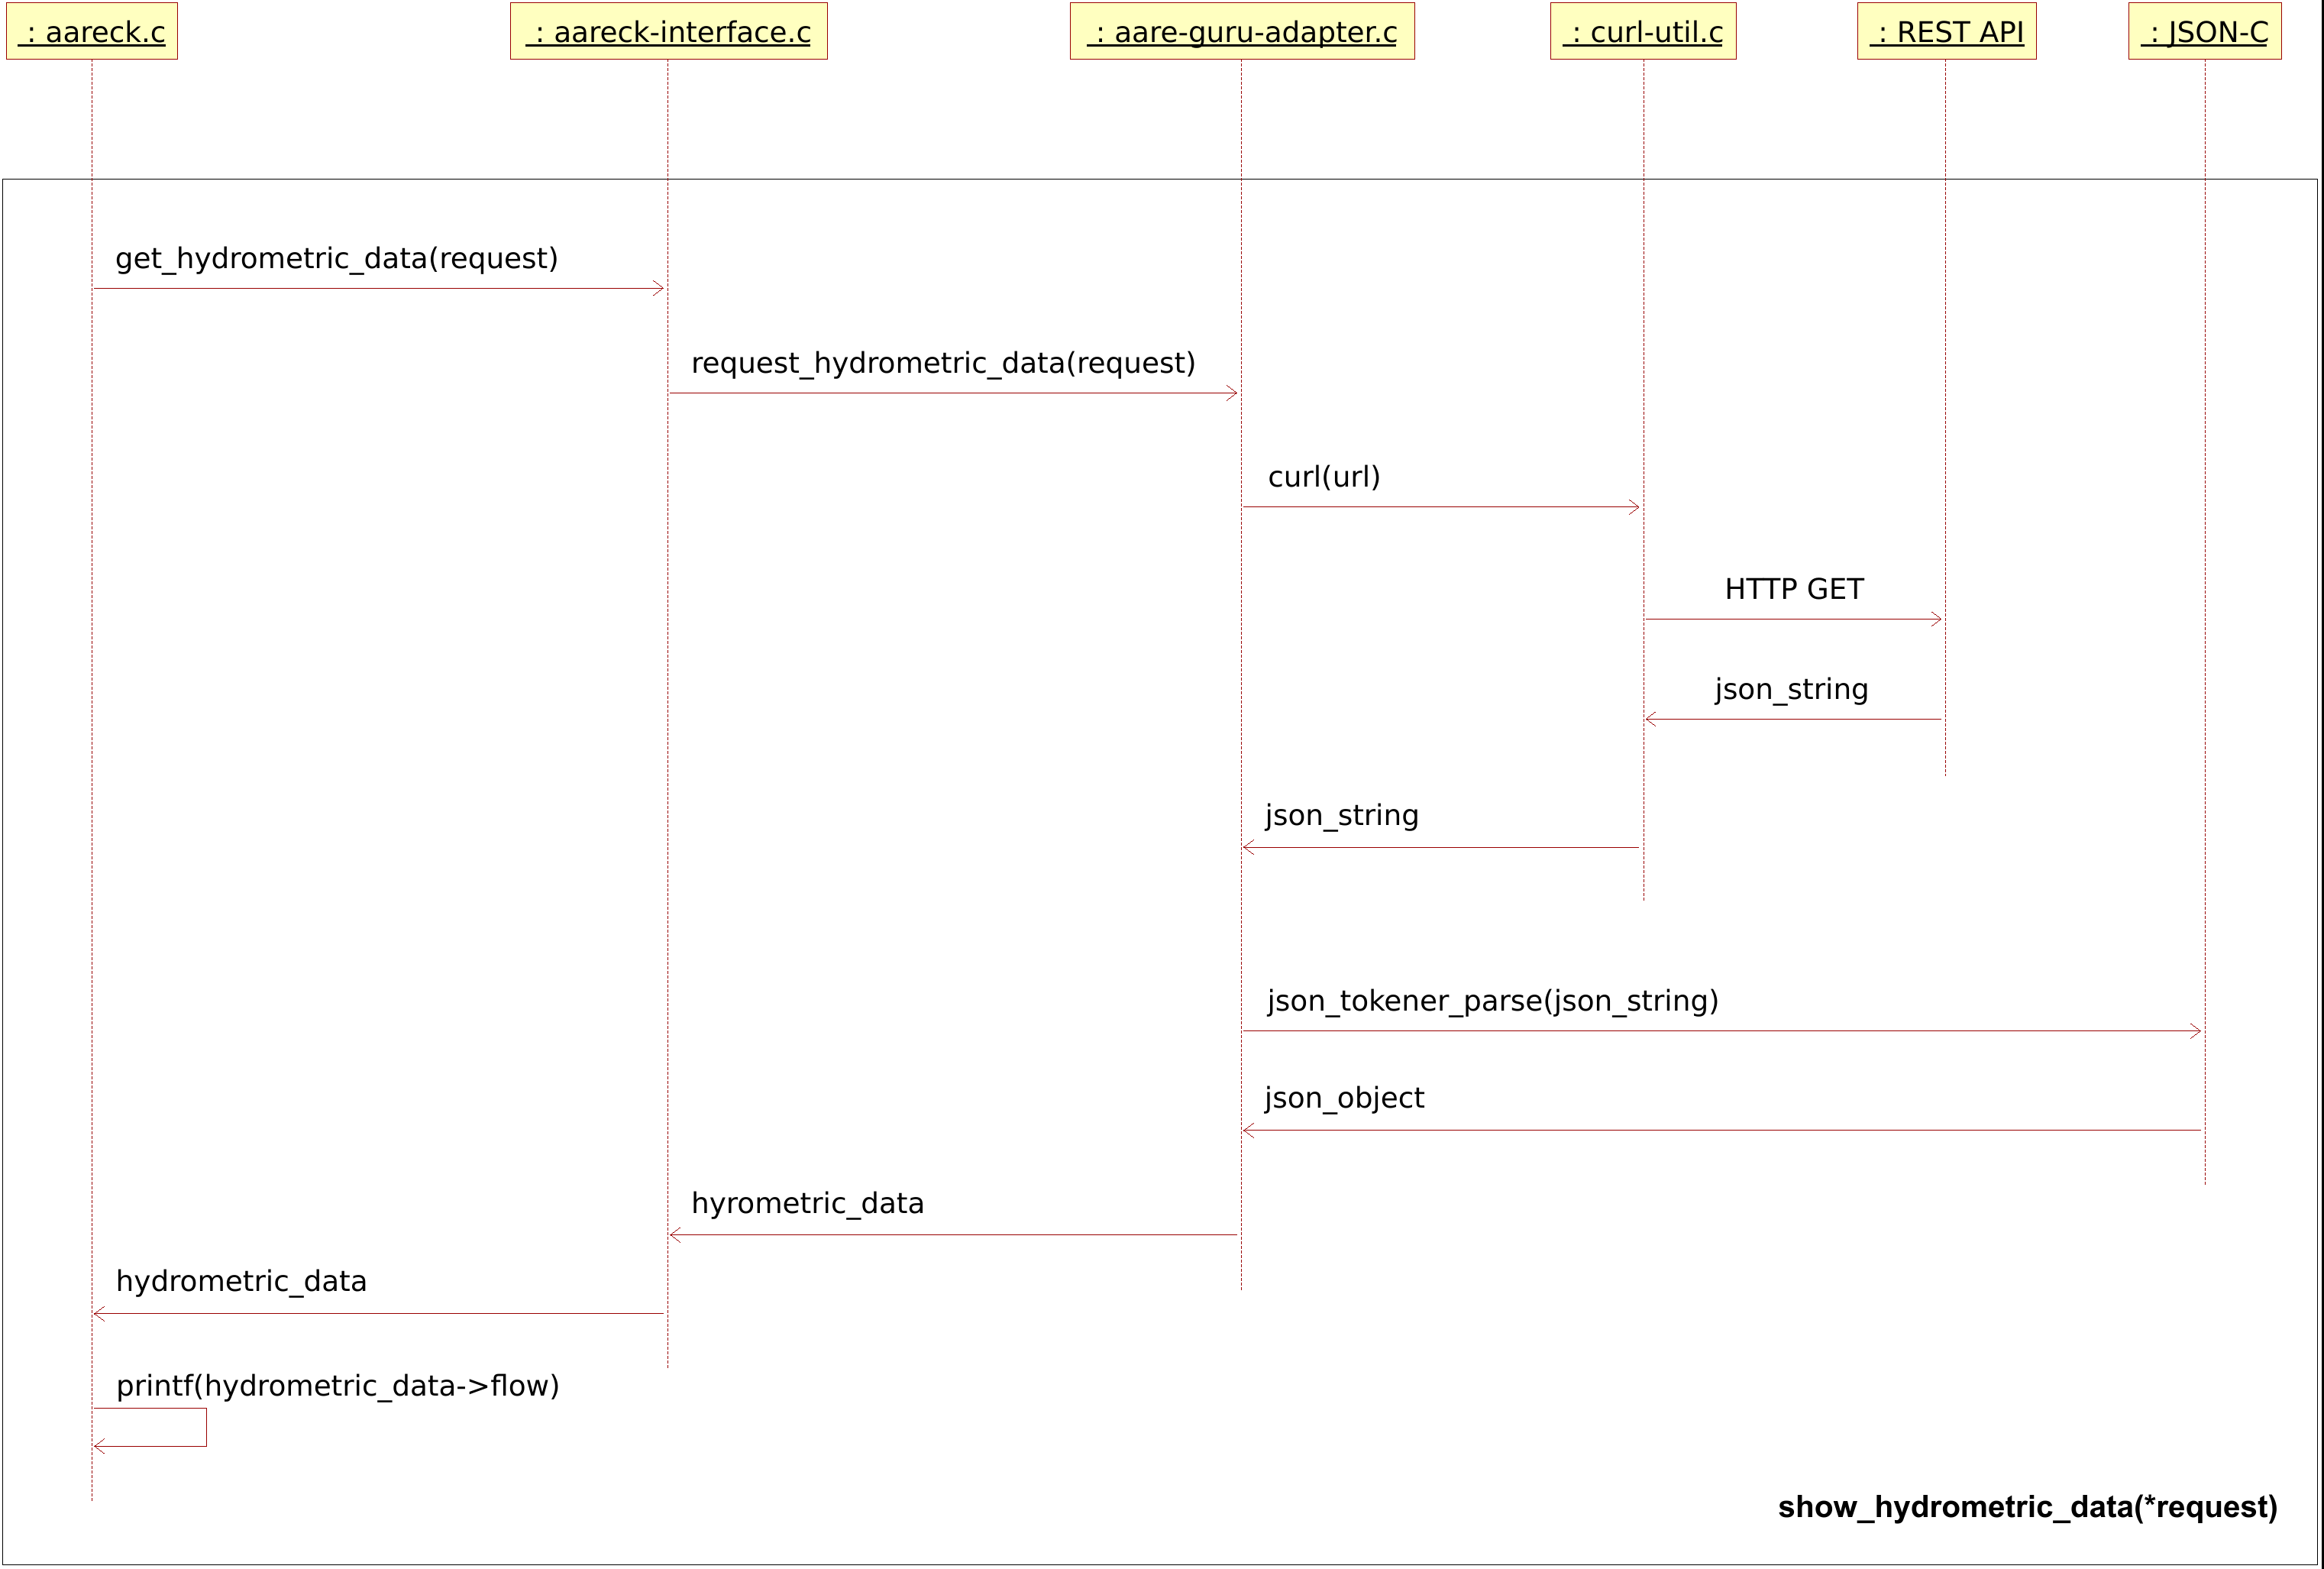 : aareck.c
: aareck-interface.c
: aare-guru-adapter.c
: curl-util.c
: REST API
: JSON-C
get_hydrometric_data(request)
request_hydrometric_data(request)
curl(url)
HTTP GET
json_string
json_string
json_tokener_parse(json_string)
json_object
hyrometric_data
hydrometric_data
printf(hydrometric_data->flow)
show_hydrometric_data(*request)